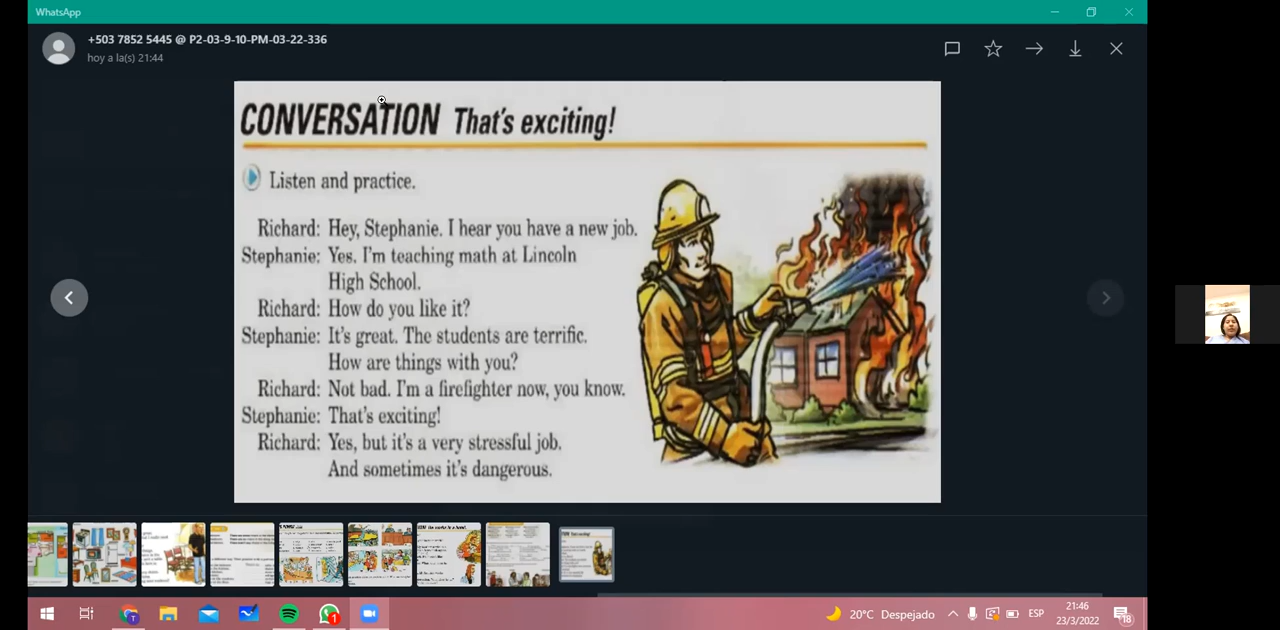 WhatsApp
+503 7852 5445 @ P2-03-9-10-PM-03-22-336
hoy a la(s) 21:44
CONVERSATION That's exciting!
Listen and practice.
Richard: Hey, Stephanie. I hear you have a new job.
Stephanie: Yes. I'm teaching math at Lincoln
High School.
Richard: How do you like it?
Stephanie: It's great. The students are terrific.
How are things with you?
Richard: Not bad. I'm a firefighter now, you know.
Stephanie: That's exciting!
Richard: Yes, but it's a very stressful job.
And sometimes it's dangerous.
20°C Despejado
ESP
21:46
23/3/2022
18
1